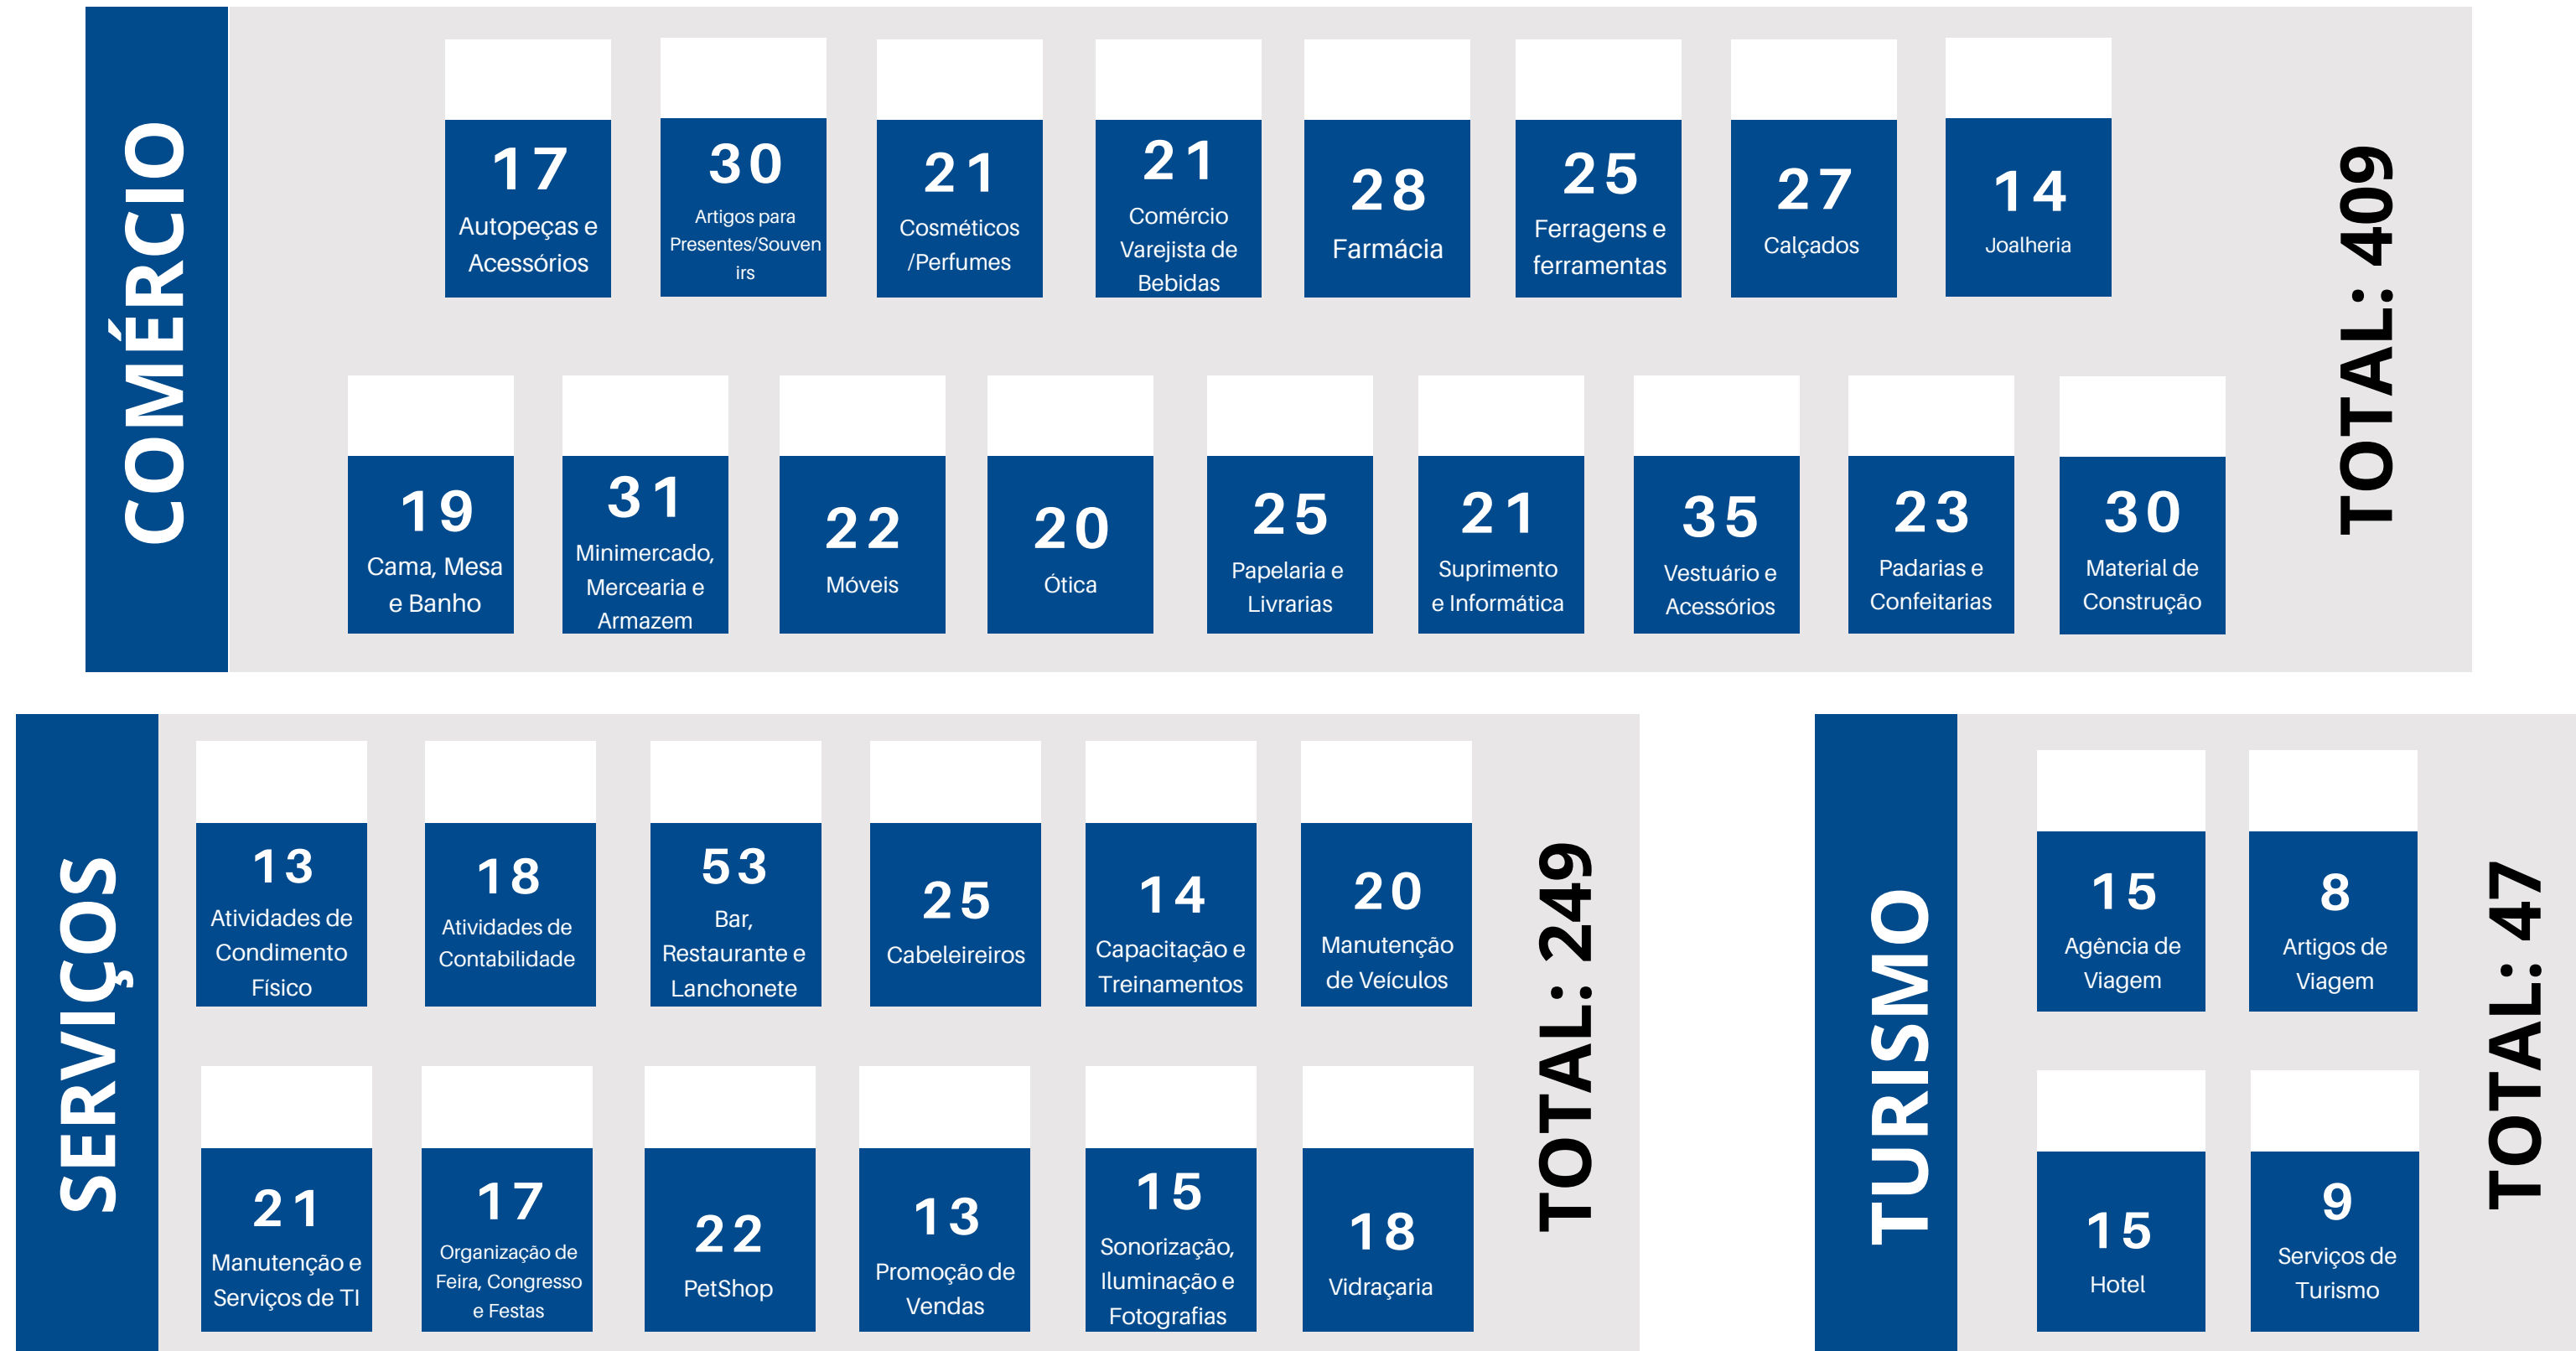 COMÉRCIO
17
Autopeças e
Acessórios
30
Artigos para
Presentes/Souven
irs
21
Cosméticos
/Perfumes
21
Comércio
Varejista de
Bebidas
28
Farmácia
25
Ferragens e
ferramentas
27
Calçados
14
Joalheria
19
Cama, Mesa
e Banho
31
Minimercado,
Mercearia e
Armazem
22
Móveis
20
Ótica
25
Papelaria e
Livrarias
21
Suprimento
e Informática
35
Vestuário e
Acessórios
23
Padarias e
Confeitarias
30
Material de
Construção
TOTAL: 409
SERVIÇOS
13
Atividades de
Condimento
Físico
18
Atividades de
Contabilidade
53
Bar,
Restaurante e
Lanchonete
25
Cabeleireiros
14
Capacitação e
Treinamentos
20
Manutenção
de Veículos
21
Manutenção e
Serviços de TI
17
Organização de
Feira, Congresso
e Festas
22
PetShop
13
Promoção de
Vendas
15
Sonorização,
Iluminação e
Fotografias
18
Vidraçaria
TOTAL: 249
TURISMO
15
Agência de
Viagem
8
Artigos de
Viagem
15
Hotel
9
Serviços de
Turismo
TOTAL: 47